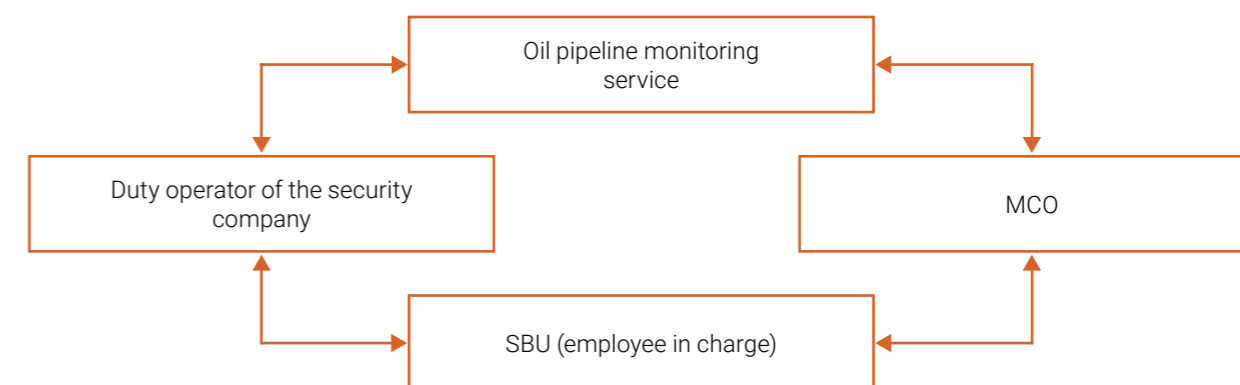 Oil pipeline monitoring
service
Duty operator of the security
company
MCO
SBU (employee in charge)